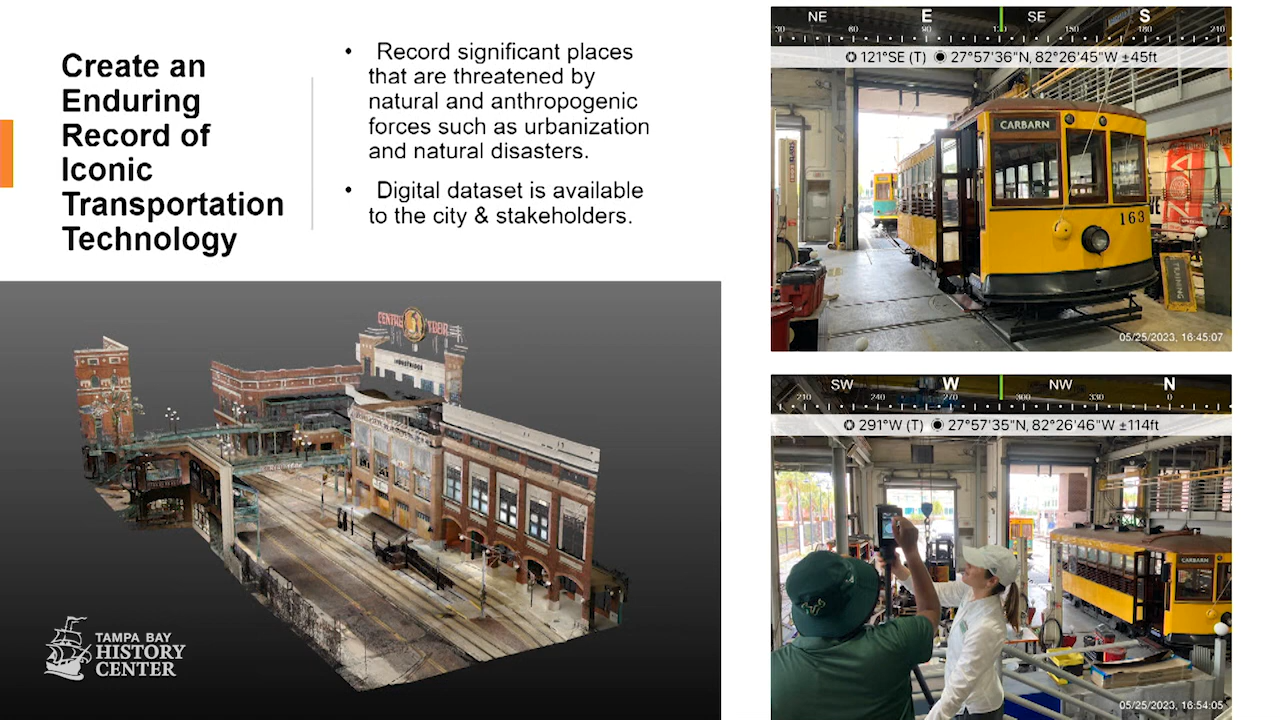 Create an
Enduring
Record of
Iconic
Transportation
Technology
• Record significant places
that are threatened by
natural and anthropogenic
forces such as urbanization
and natural disasters.
• Digital dataset is available
to the city & stakeholders.
CENTRO YBOR
TAMPA BAY
HISTORY
CENTER
NE E SE S
30 60 90 120 150 180 210
121°SE (T) 27°57'36"N, 82°26'45"W ±45ft
CARBARN
163
TRAINING
05/25/2023, 16:45:07
SW W NW N
210 240 270 300 330 0
291°W (T) 27°57'35"N, 82°26'46"W ±114ft
CARBARN
05/25/2023, 16:54:05